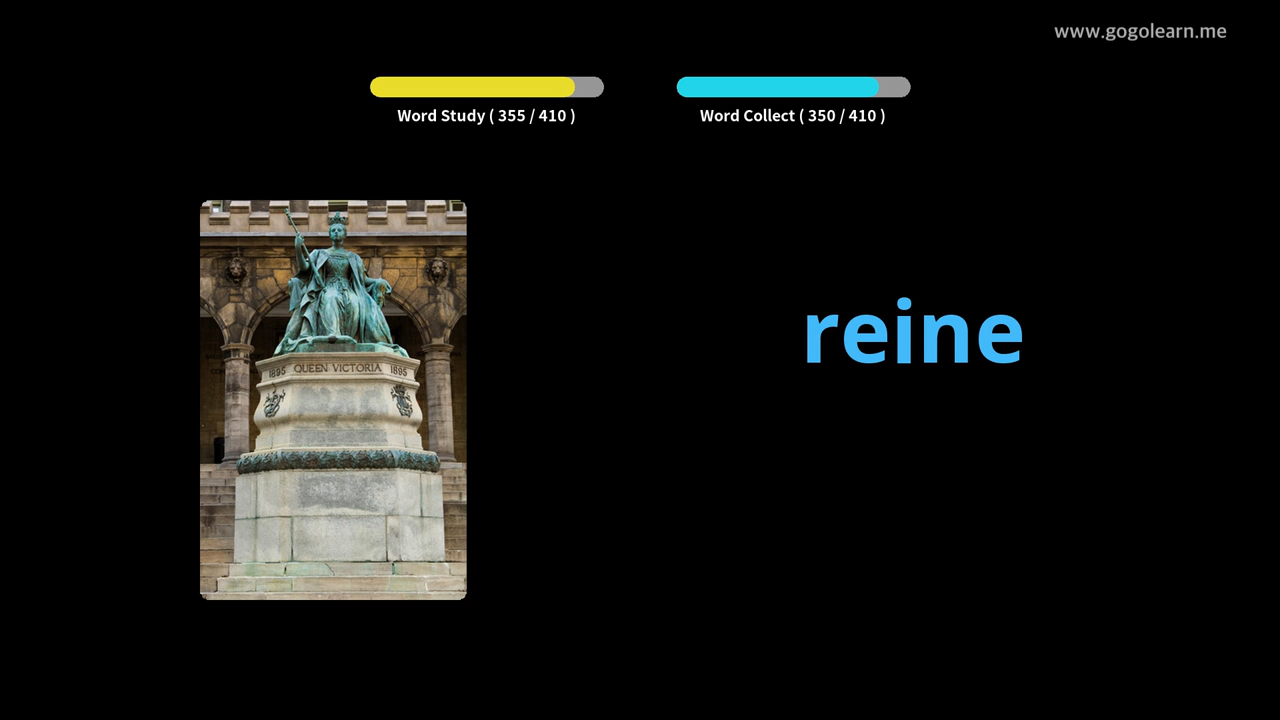 www.gogolearn.me
Word Study ( 355 / 410 )
Word Collect ( 350 / 410 )
1895 QUEEN VICTORIA 1895
reine